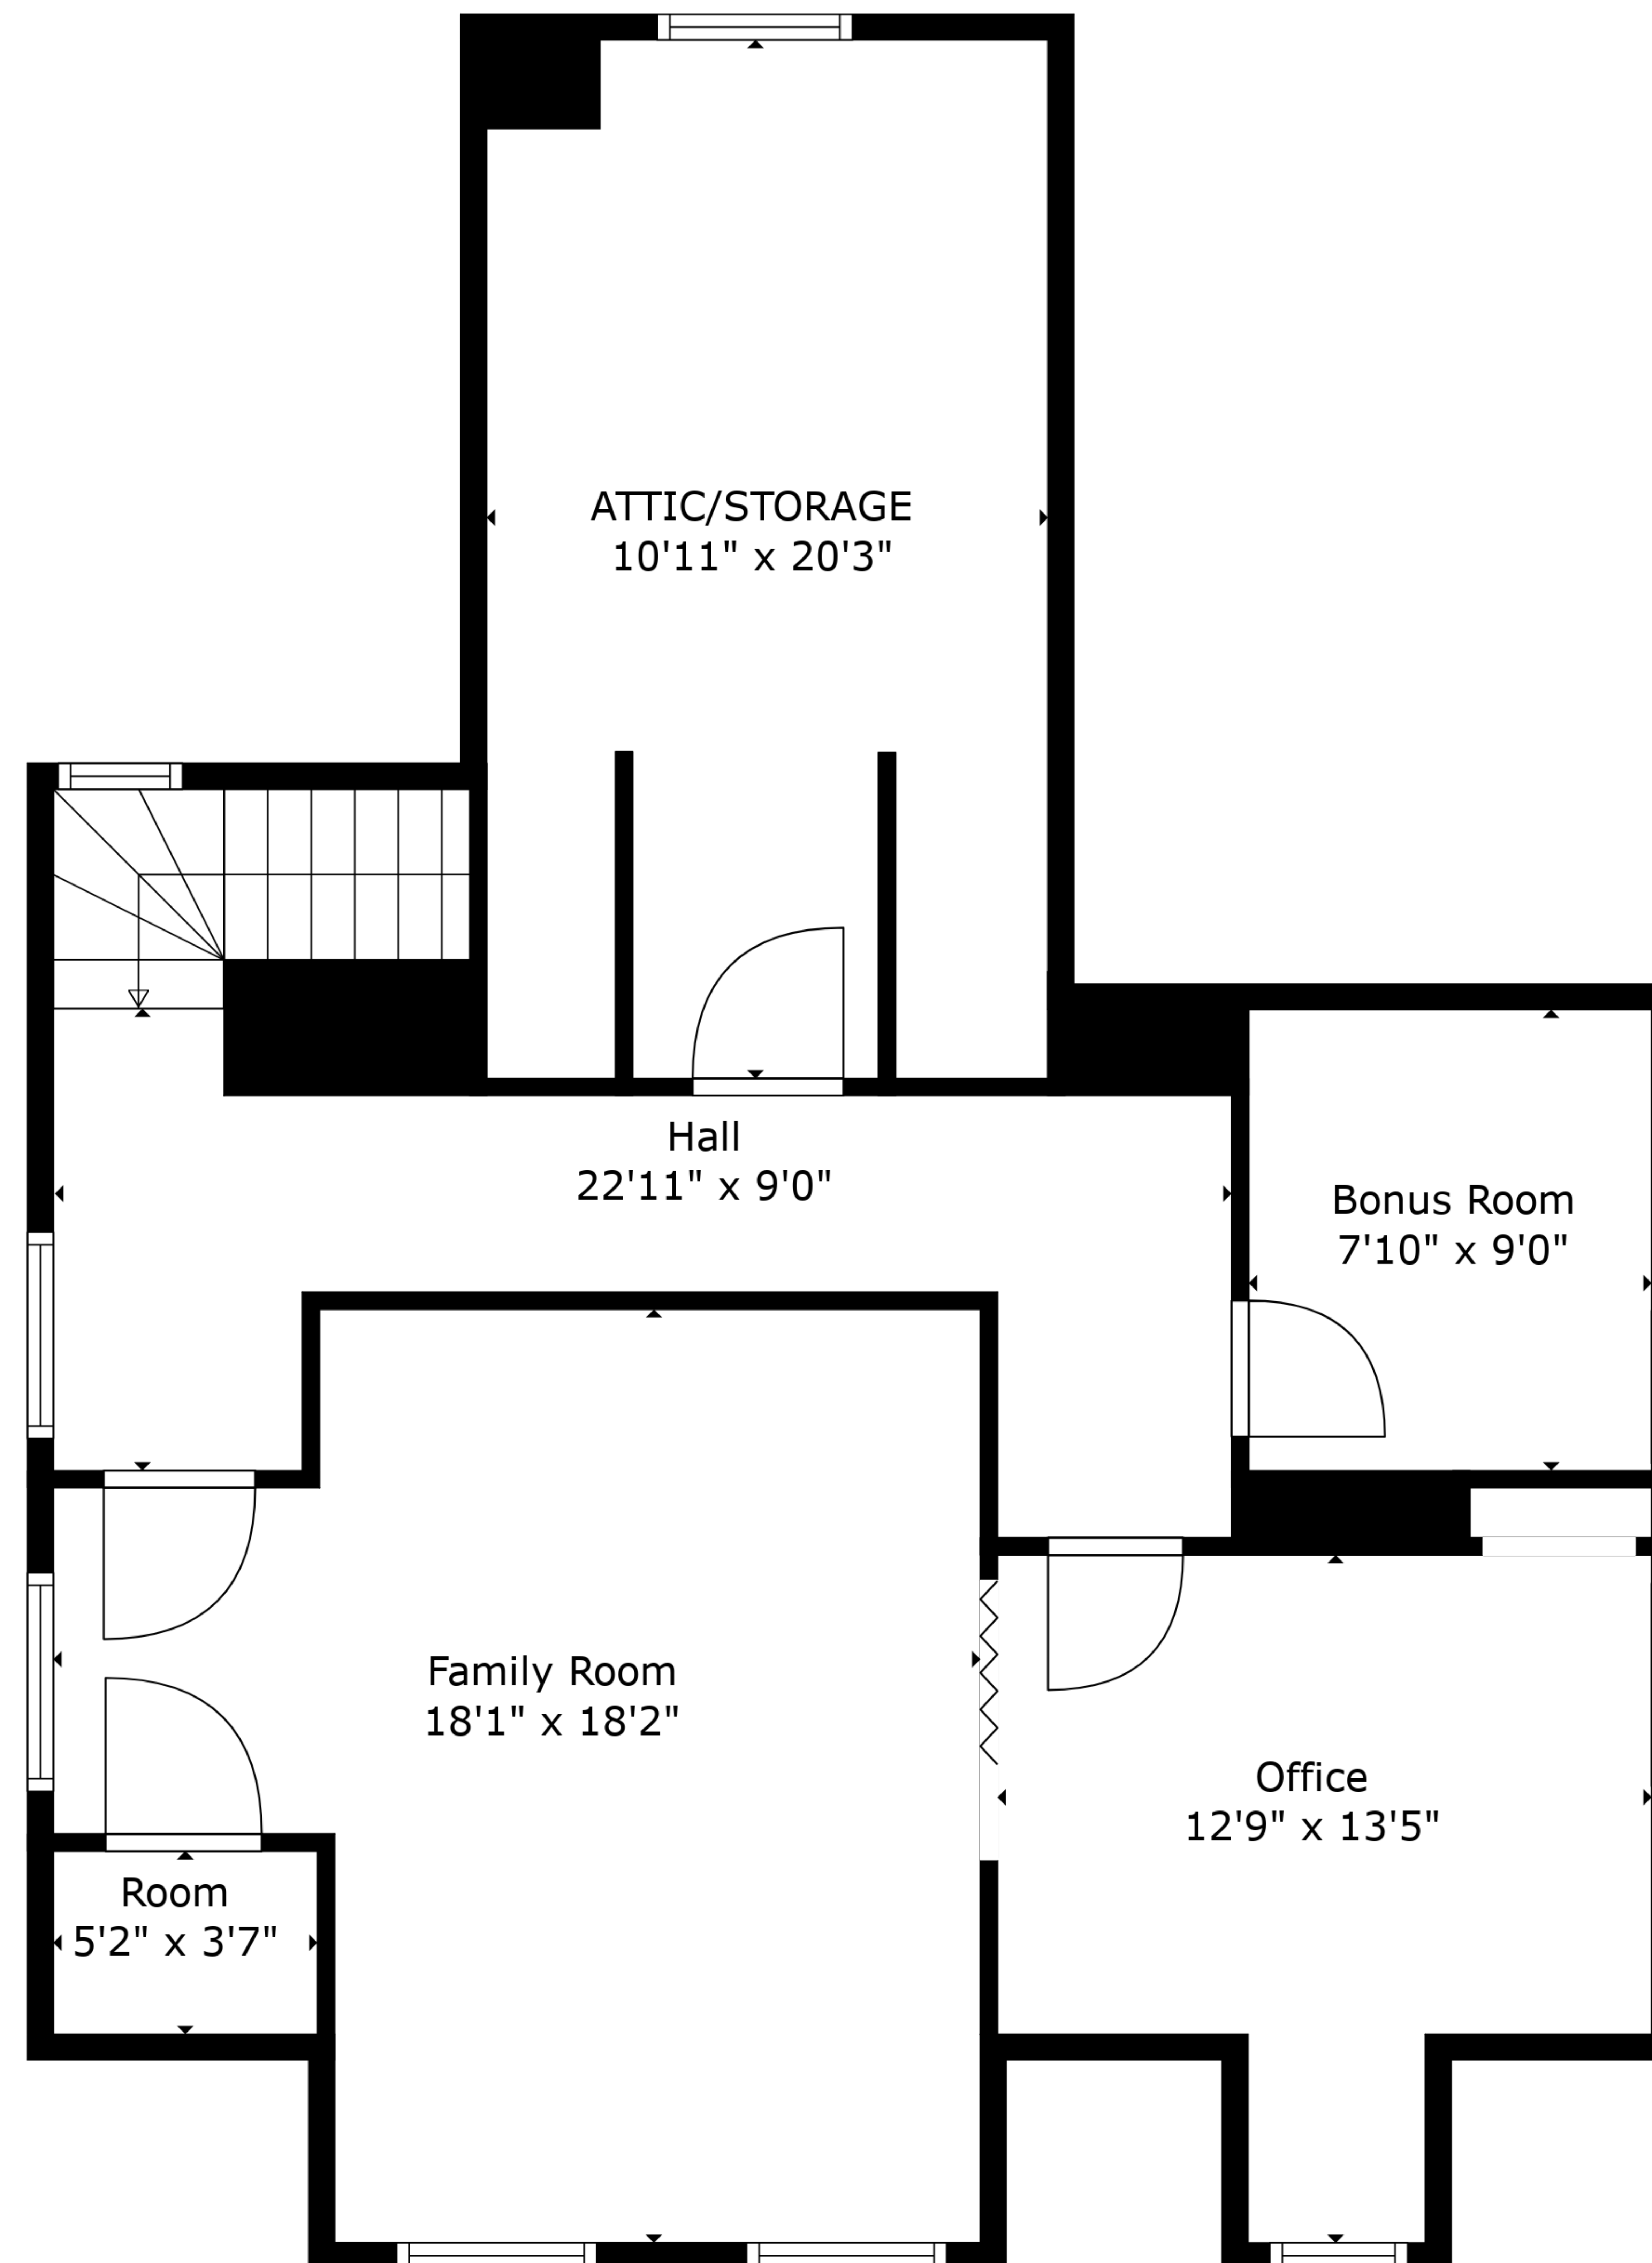 ATTIC/STORAGE
10'11" x 20'3"
Hall
22'11" x 9'0"
Bonus Room
7'10" x 9'0"
Family Room
18'1" x 18'2"
Office
12'9" x 13'5"
Room
5'2" x 3'7"